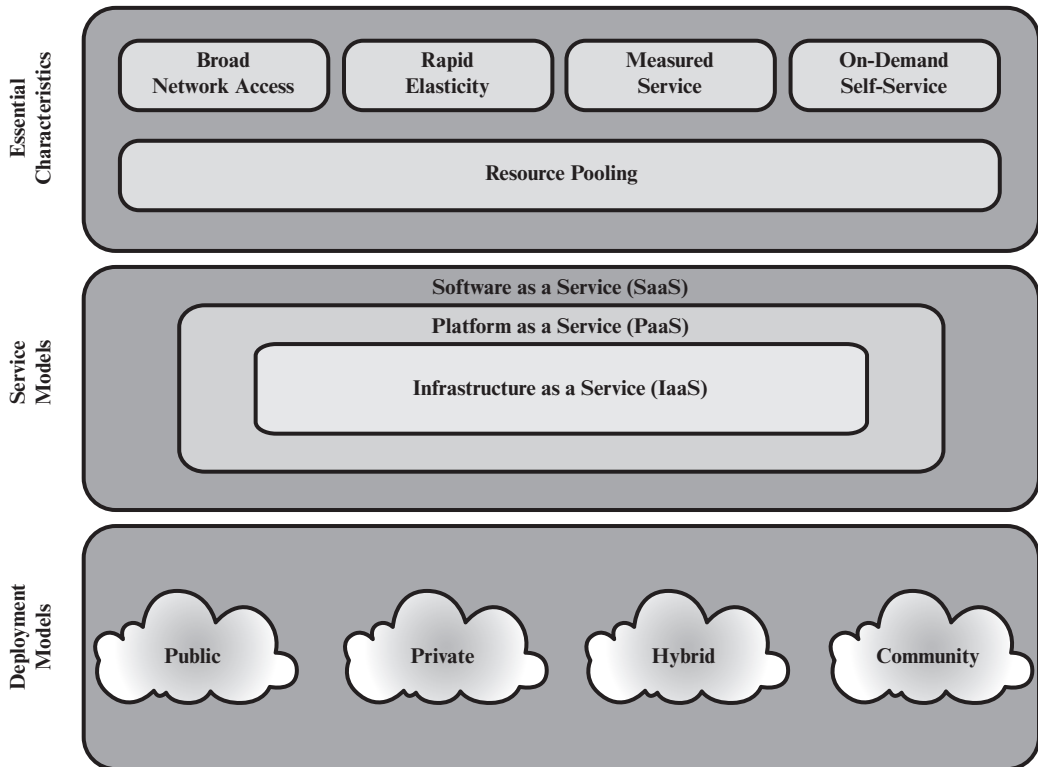 Essential
Characteristics
Broad
Network Access
Rapid
Elasticity
Measured
Service
On-Demand
Self-Service
Resource Pooling
Service
Models
Software as a Service (SaaS)
Platform as a Service (PaaS)
Infrastructure as a Service (IaaS)
Deployment
Models
Public
Private
Hybrid
Community